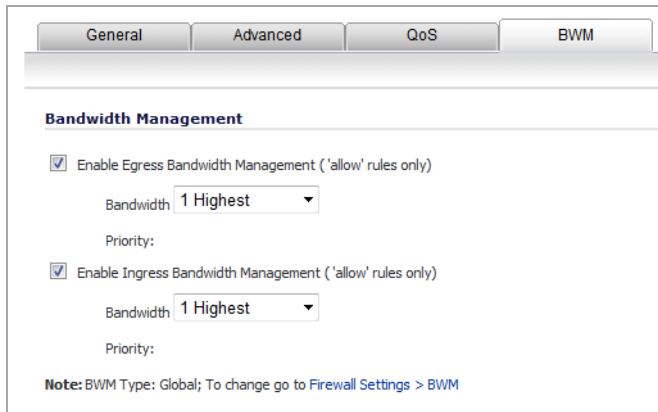 General Advanced QoS BWM
Bandwidth Management
Enable Egress Bandwidth Management ( 'allow' rules only)
Bandwidth 1 Highest
Priority:
Enable Ingress Bandwidth Management ( 'allow' rules only)
Bandwidth 1 Highest
Priority:
Note: BWM Type: Global; To change go to Firewall Settings > BWM